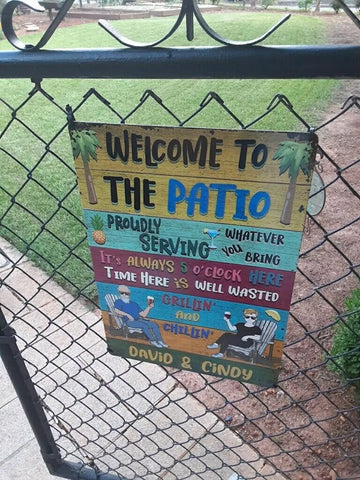 WELCOME TO
THE PATIO
PROUDLY
SERVING
WHATEVER
YOU BRING
IT'S ALWAYS 5 O'CLOCK HERE
TIME HERE IS WELL WASTED
GRILLIN'
AND
CHILLIN'
DAVID & CINDY